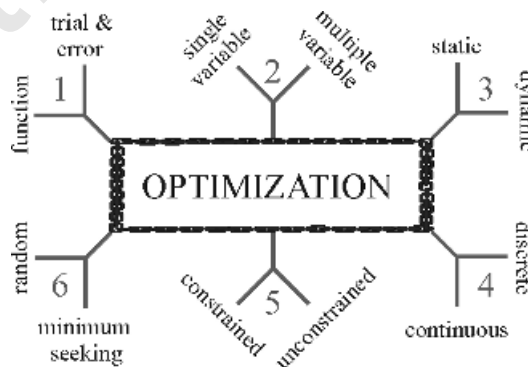 trial &
error
function
1
single
variable
2
multiple
variable
static
3
dynamic
OPTIMIZATION
random
6
minimum
seeking
constrained
5
unconstrained
discrete
4
continuous